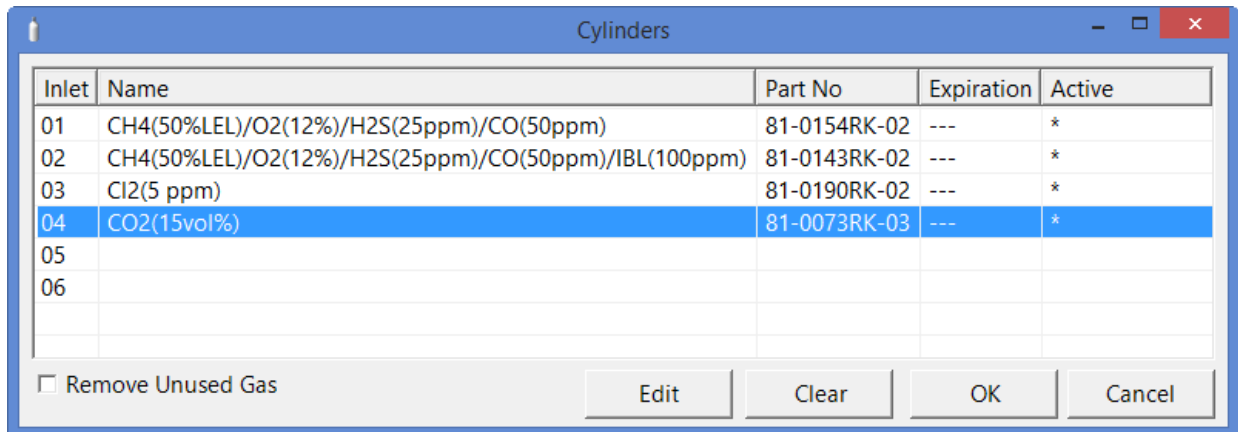 Cylinders
Inlet Name Part No Expiration Active
01 CH4(50%LEL)/O2(12%)/H2S(25ppm)/CO(50ppm) 81-0154RK-02 --- *
02 CH4(50%LEL)/O2(12%)/H2S(25ppm)/CO(50ppm)/IBL(100ppm) 81-0143RK-02 --- *
03 Cl2(5 ppm) 81-0190RK-02 --- *
04 CO2(15vol%) 81-0073RK-03 --- *
05
06
Remove Unused Gas Edit Clear OK Cancel